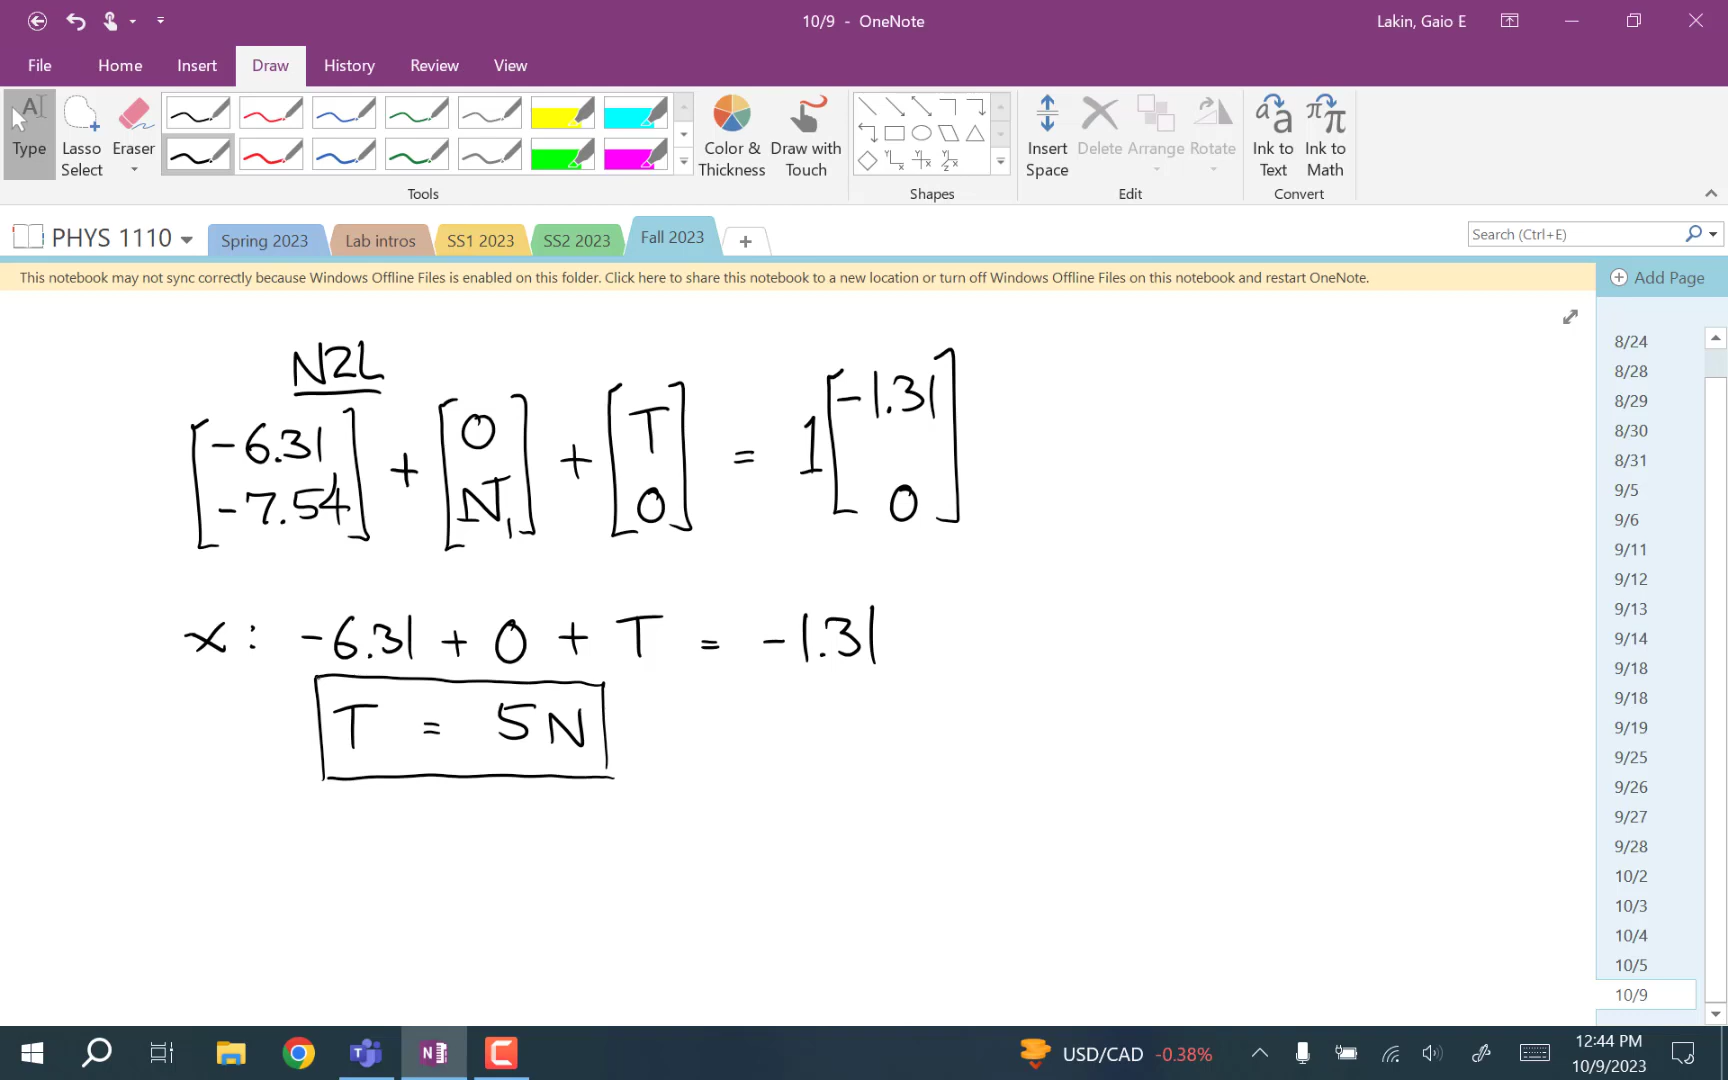 10/9 - OneNote
Lakin, Gaio E
File Home Insert Draw History Review View
Type
Lasso Select
Eraser
Color & Thickness
Draw with Touch
Insert Space
Delete
Arrange
Rotate
Ink to Text
Ink to Math
Tools
Shapes
Edit
Convert
PHYS 1110
Spring 2023
Lab intros
SS1 2023
SS2 2023
Fall 2023
Search (Ctrl+E)
This notebook may not sync correctly because Windows Offline Files is enabled on this folder. Click here to share this notebook to a new location or turn off Windows Offline Files on this notebook and restart OneNote.
Add Page
N2L
[-6.31 -7.54] + [0 N₁] + [T 0] = 1 [-1.31 0]
x: -6.31 + 0 + T = -1.31
T = 5N
8/24
8/28
8/29
8/30
8/31
9/5
9/6
9/11
9/12
9/13
9/14
9/18
9/18
9/19
9/25
9/26
9/27
9/28
10/2
10/3
10/4
10/5
10/9
USD/CAD -0.38%
12:44 PM
10/9/2023